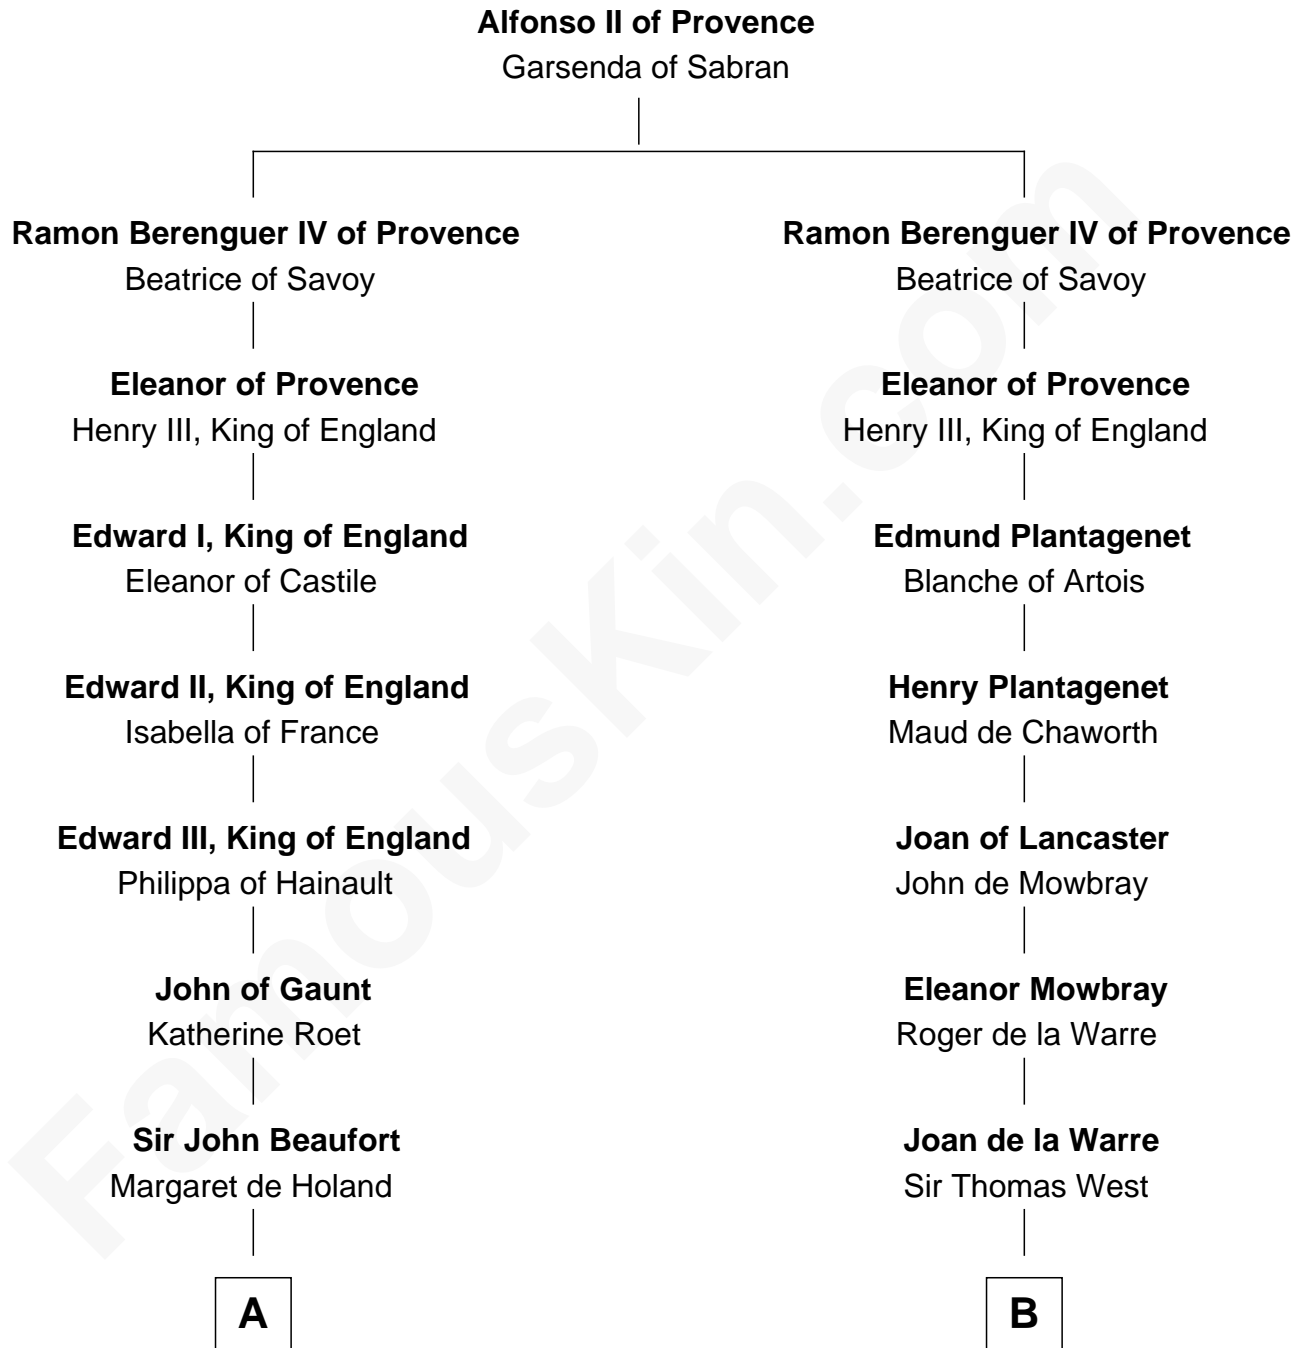 Alfonso II of Provence
Garsenda of Sabran
Ramon Berenguer IV of Provence
Beatrice of Savoy
Eleanor of Provence
Henry III, King of England
Edward I, King of England
Eleanor of Castile
Edward II, King of England
Isabella of France
Edward III, King of England
Philippa of Hainault
John of Gaunt
Katherine Roet
Sir John Beaufort
Margaret de Holand
A
Ramon Berenguer IV of Provence
Beatrice of Savoy
Eleanor of Provence
Henry III, King of England
Edmund Plantagenet
Blanche of Artois
Henry Plantagenet
Maud de Chaworth
Joan of Lancaster
John de Mowbray
Eleanor Mowbray
Roger de la Warre
Joan de la Warre
Sir Thomas West
B
FamousKin.com